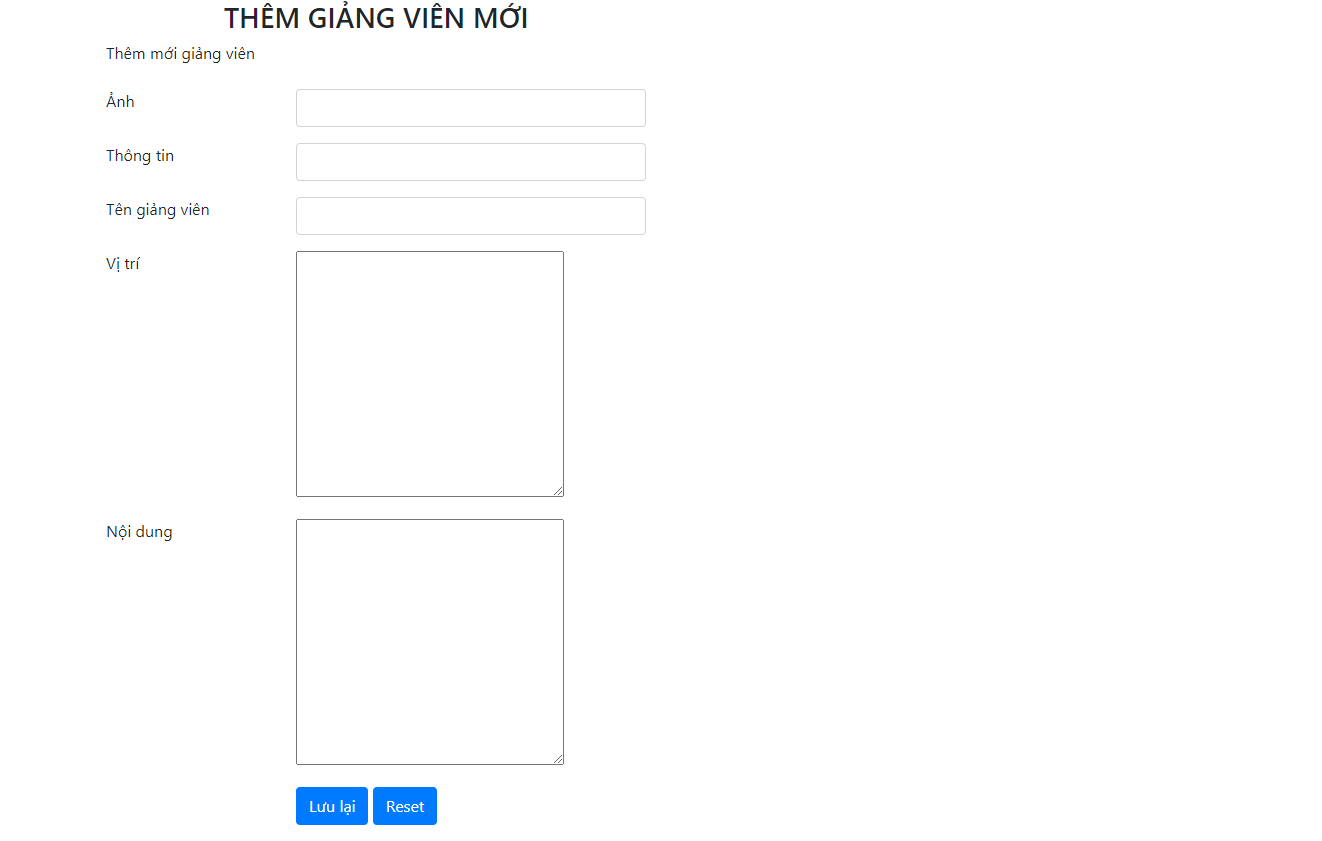 THÊM GIẢNG VIÊN MỚI
Thêm mới giảng viên
Ảnh
Thông tin
Tên giảng viên
Vị trí
Nội dung
Lưu lại Reset